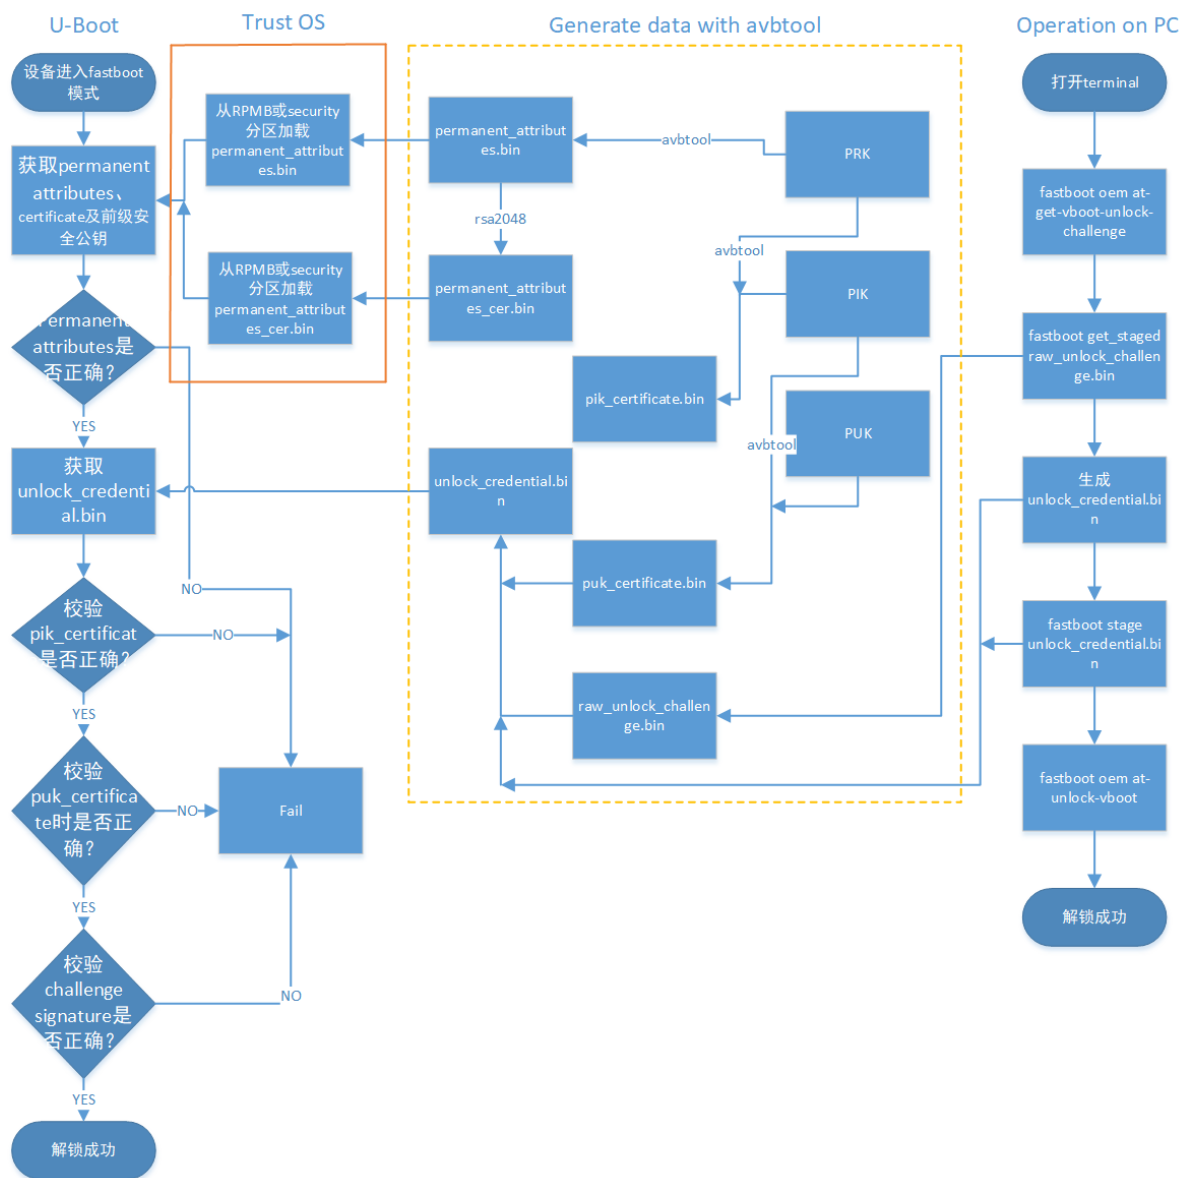 U-Boot
Trust OS
Generate data with avbtool
Operation on PC
设备进入fastboot
模式
获取permanent
attributes、
certificate及前级安
全公钥
Permanent
attributes是
否正确?
YES
NO
获取
unlock_credenti
al.bin
校验
pik_certificat
是否正确?
NO
YES
校验
puk_certifica
te时是否正
确?
NO
YES
校验
challenge
signature是
否正确?
NO
YES
解锁成功
Fail
从RPMB或security
分区加载
permanent_attribut
es.bin
从RPMB或security
分区加载
permanent_attribut
es_cer.bin
permanent_attribut
es.bin
rsa2048
permanent_attribut
es_cer.bin
avbtool
PRK
avbtool
PIK
pik_certificate.bin
avbtool
PUK
unlock_credential.bi
n
puk_certificate.bin
raw_unlock_challe
nge.bin
打开terminal
fastboot oem at-
get-vboot-unlock-
challenge
fastboot get_staged
raw_unlock_challen
ge.bin
生成
unlock_credential.bi
n
fastboot stage
unlock_credential.bi
n
fastboot oem at-
unlock-vboot
解锁成功